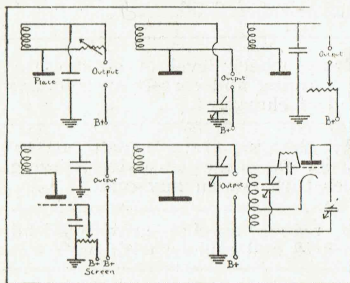 Plate
Output
B+
Output
B+
Output
B+
Output
B+ B+
Screen
Output
B+